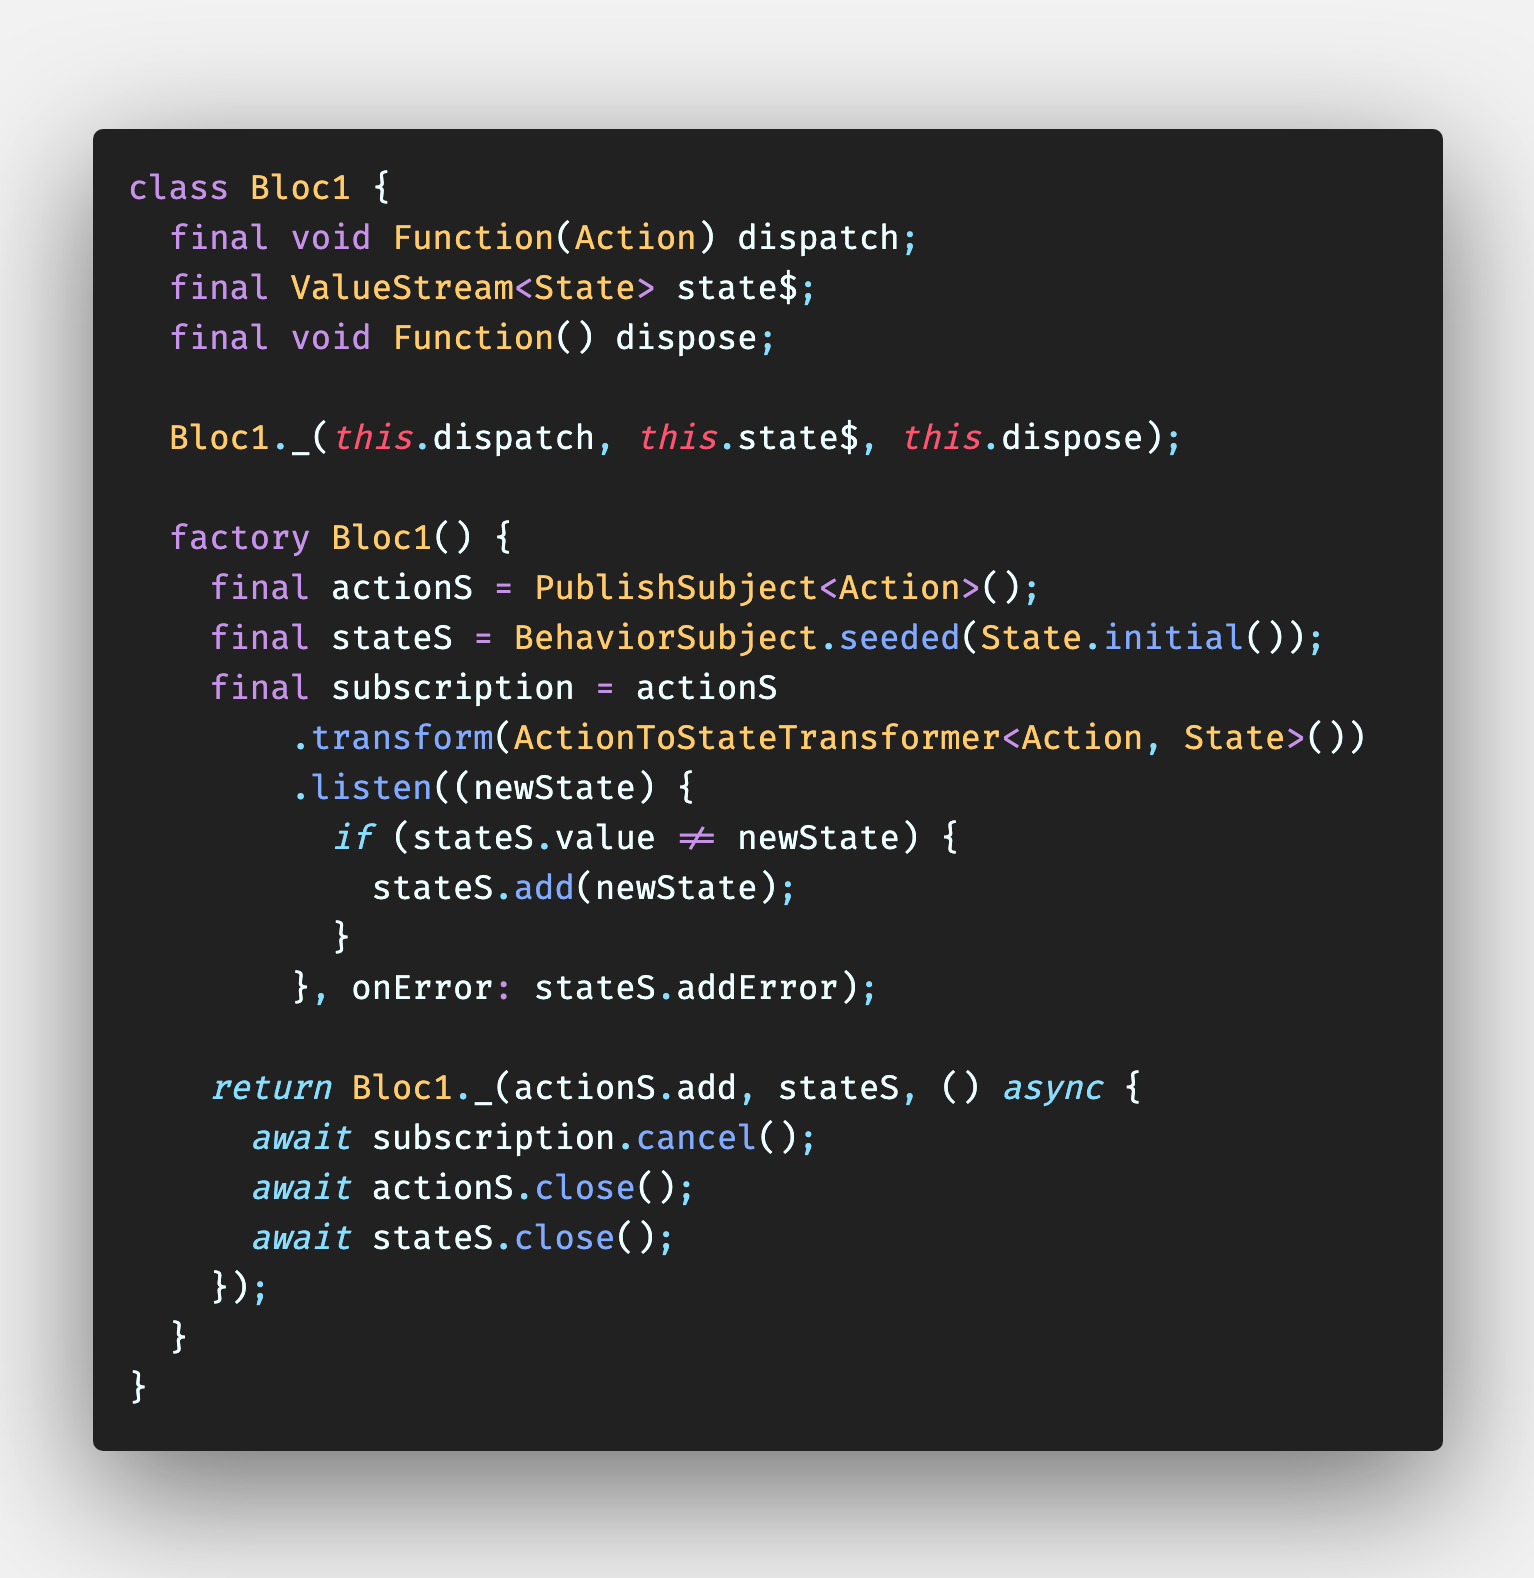 class Bloc1 {
  final void Function(Action) dispatch;
  final ValueStream<State> state$;
  final void Function() dispose;

  Bloc1._(this.dispatch, this.state$, this.dispose);

  factory Bloc1() {
    final actionS = PublishSubject<Action>();
    final stateS = BehaviorSubject.seeded(State.initial());
    final subscription = actionS
        .transform(ActionToStateTransformer<Action, State>())
        .listen((newState) {
          if (stateS.value != newState) {
            stateS.add(newState);
          }
        }, onError: stateS.addError);

    return Bloc1._(actionS.add, stateS, () async {
      await subscription.cancel();
      await actionS.close();
      await stateS.close();
    });
  }
}